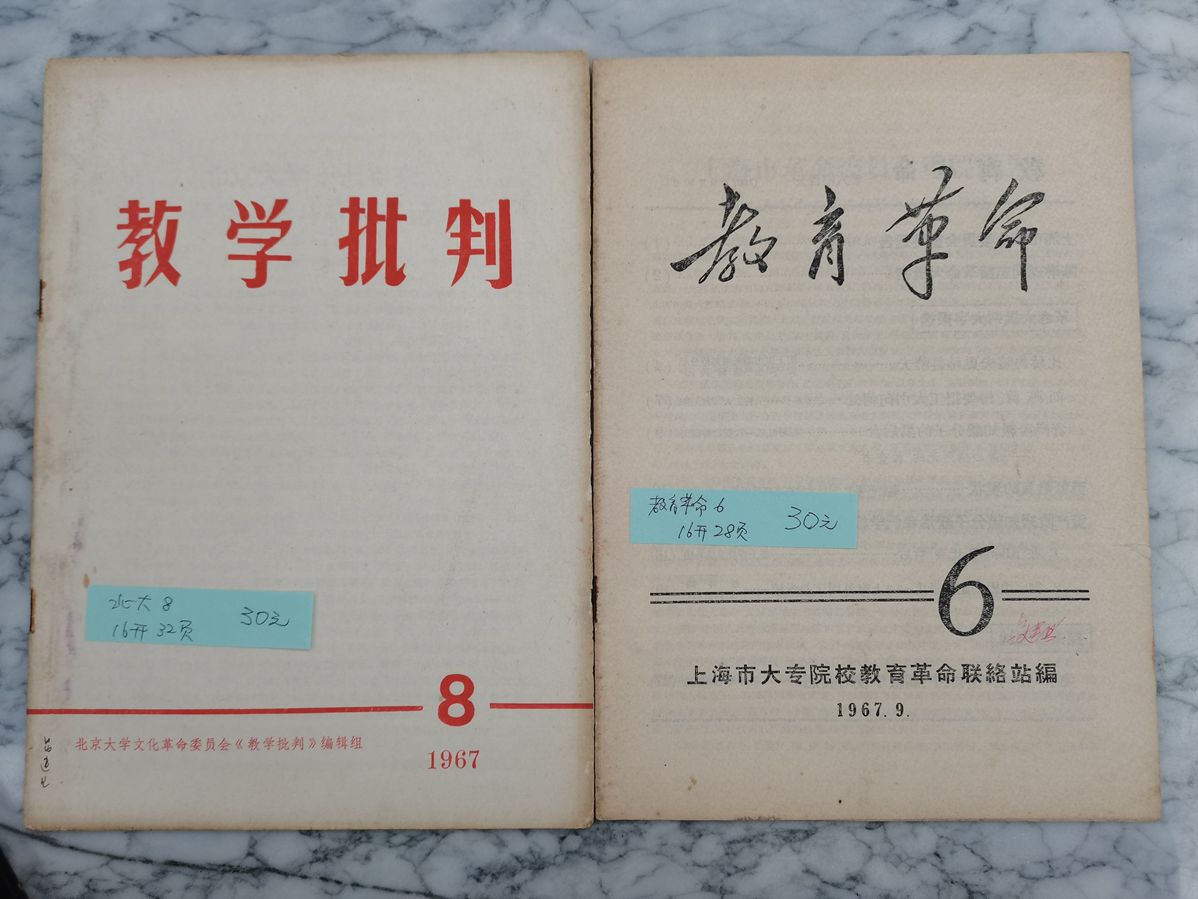 教学批判
北大 8
16开 32页
30元
8
北京大学文化革命委员会《教学批判》编辑组
1967
教育革命
教育革命 6
16开 28页
30元
6
上海市大专院校教育革命联络站編
1967.9.